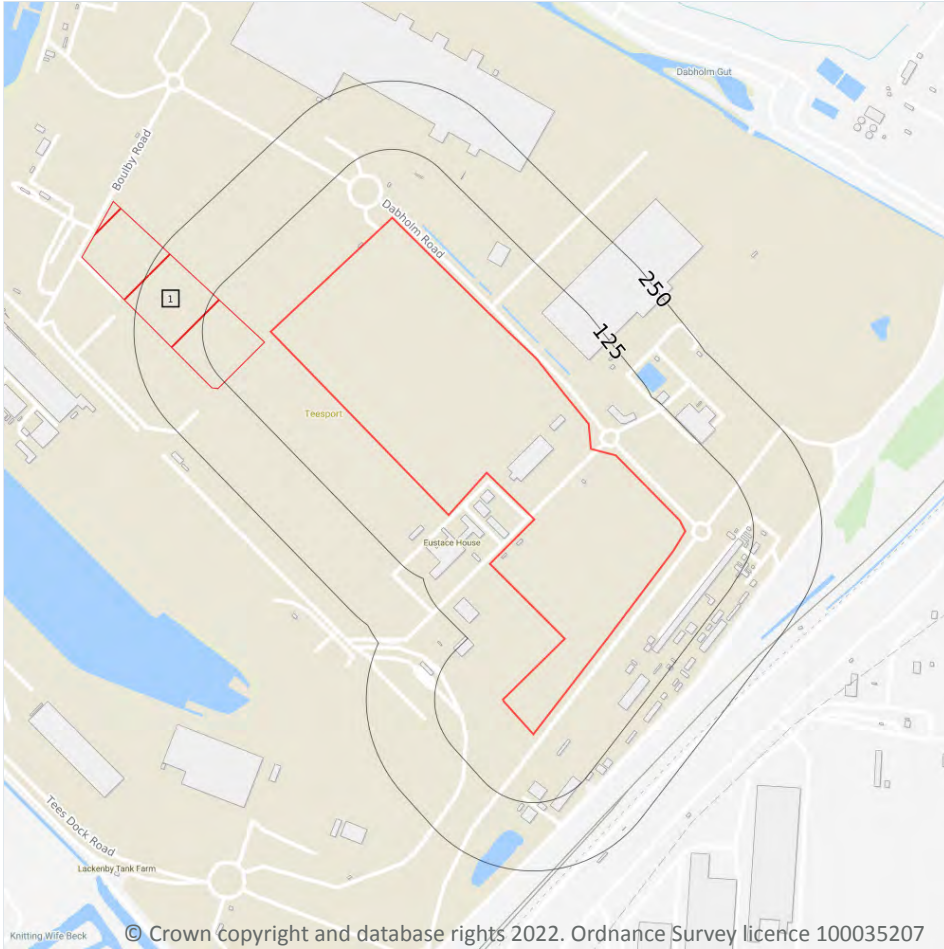 Dabholm Gut
Boulby Road
Dabholm Road
250
1
125
Teesport
Eustace House
Tees Dock Road
Lackenby Tank Farm
Knitting Wife Beck
© Crown copyright and database rights 2022. Ordnance Survey licence 100035207